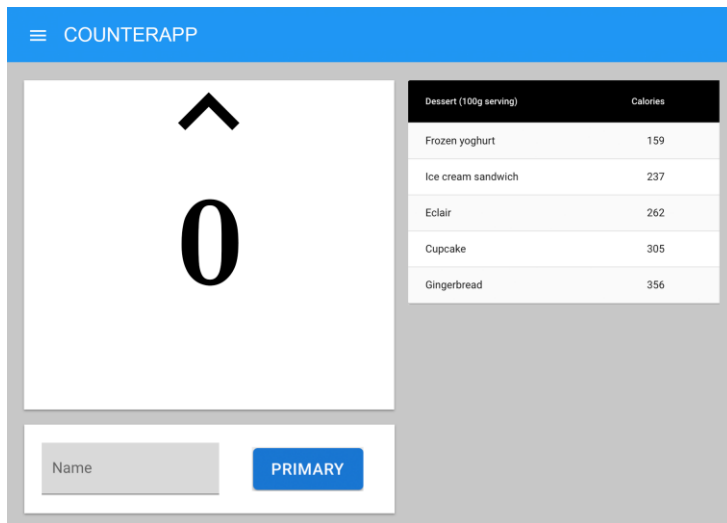 COUNTERAPP
0
Name
PRIMARY
Dessert (100g serving) Calories
Frozen yoghurt 159
Ice cream sandwich 237
Eclair 262
Cupcake 305
Gingerbread 356